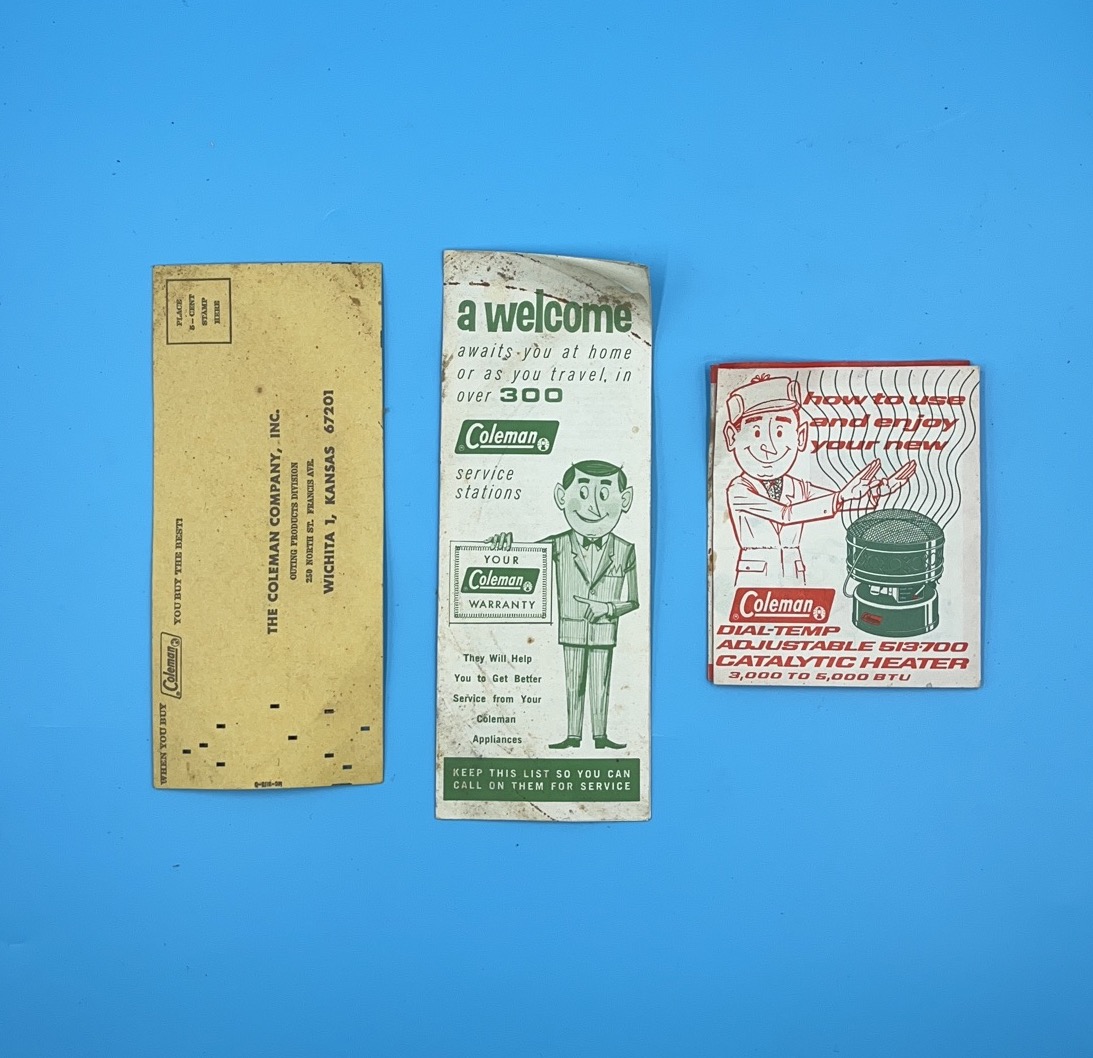 PLACE
5-CENT
STAMP
HERE
THE COLEMAN COMPANY, INC.
OUTING PRODUCTS DIVISION
250 NORTH ST. FRANCIS AVE.
WICHITA 1, KANSAS 67201
WHEN YOU BUY Coleman YOU BUY THE BEST!
a welcome
awaits you at home
or as you travel, in
over 300
Coleman
service
stations
YOUR
Coleman
WARRANTY
They Will Help
You to Get Better
Service from Your
Coleman
Appliances
KEEP THIS LIST SO YOU CAN
CALL ON THEM FOR SERVICE
how to use
and enjoy
your new
Coleman
DIAL-TEMP
ADJUSTABLE 513-700
CATALYTIC HEATER
3,000 TO 5,000 BTU